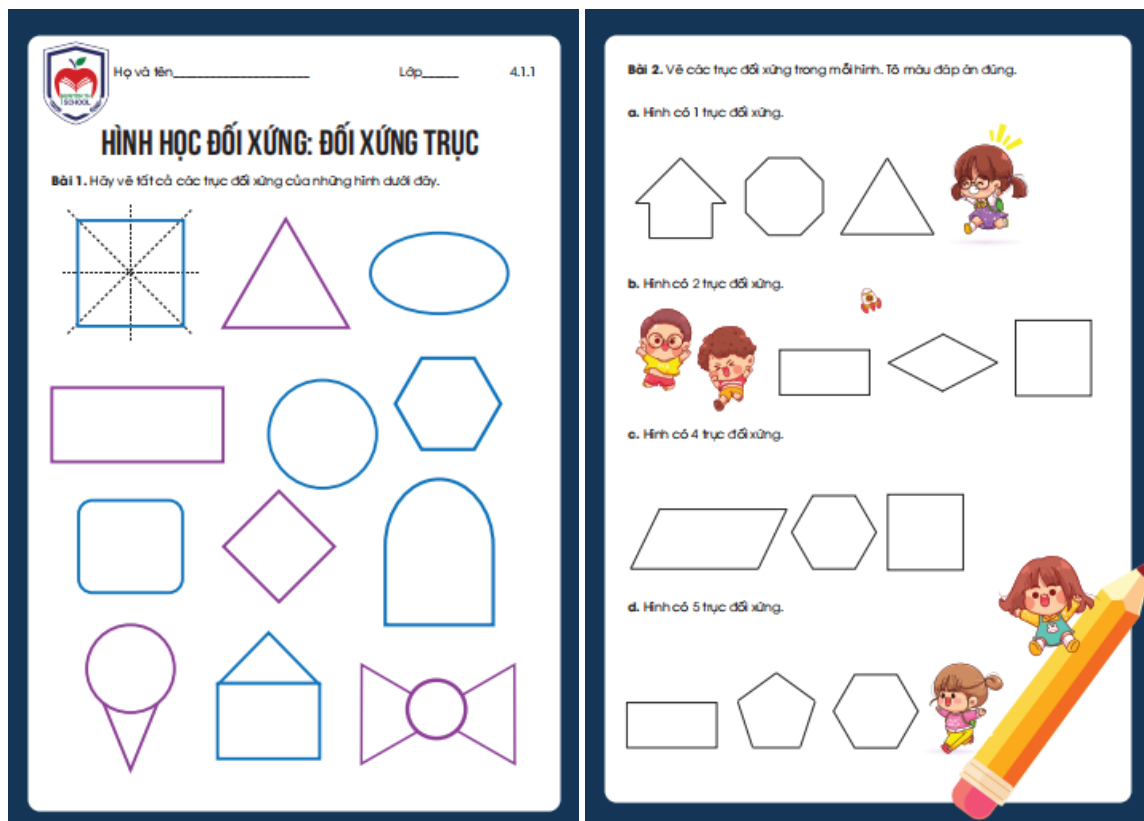 Họ và tên______________________ Lớp______ 4.1.1
SCHOOL
HÌNH HỌC ĐỐI XỨNG: ĐỐI XỨNG TRỤC
Bài 1. Hãy vẽ tất cả các trục đối xứng của những hình dưới đây.
Bài 2. Vẽ các trục đối xứng trong mỗi hình. Tô màu đáp án đúng.
a. Hình có 1 trục đối xứng.
b. Hình có 2 trục đối xứng.
c. Hình có 4 trục đối xứng.
d. Hình có 5 trục đối xứng.